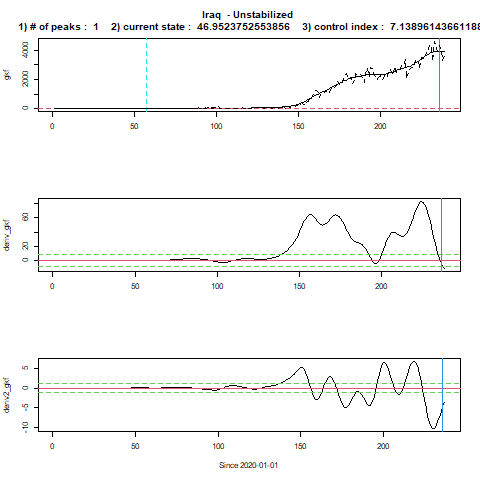 Iraq - Unstabilized
1) # of peaks : 1 2) current state : 46.9523752553856 3) control index : 7.13896143661188
gkf
0 2000 4000
0 50 100 150 200
deriv_gkf
0 20 60
0 50 100 150 200
deriv2_gkf
-10 -5 0 5
0 50 100 150 200
Since 2020-01-01